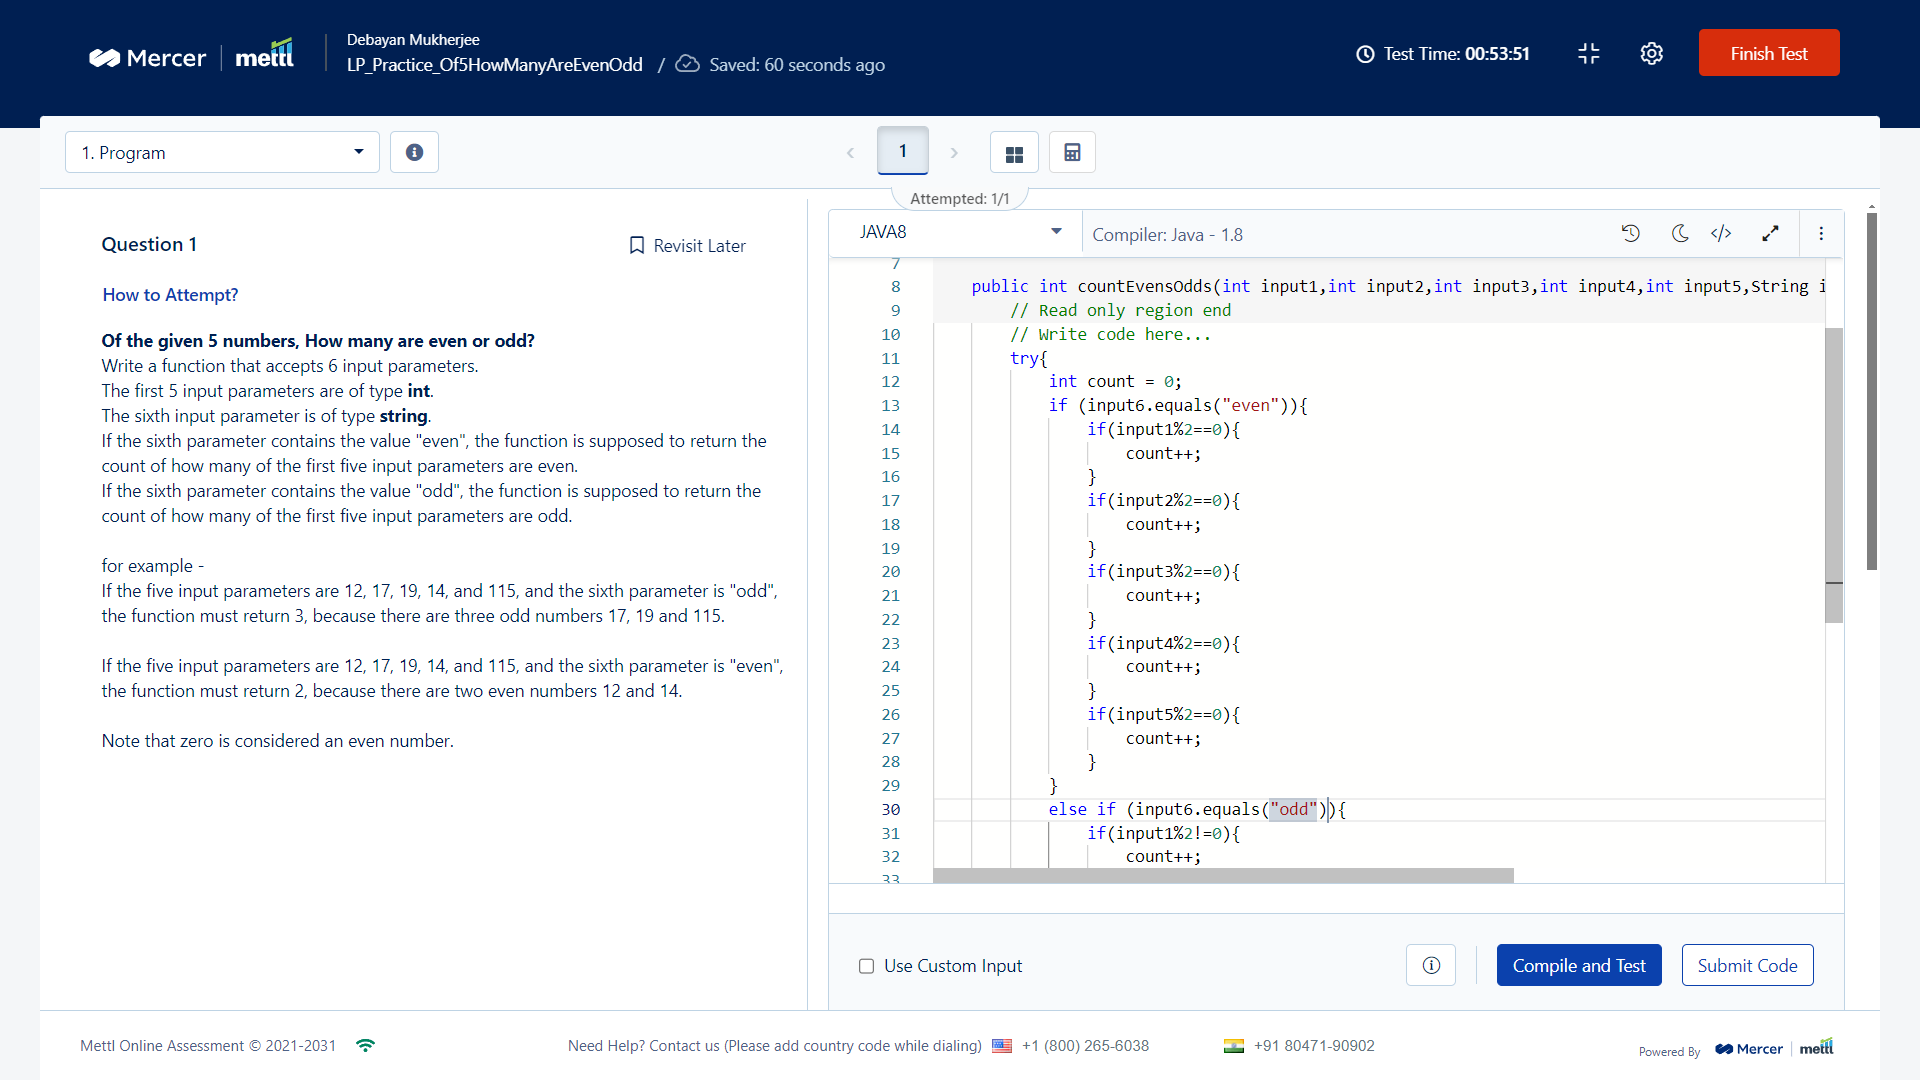 Mercer mettl
Debayan Mukherjee
LP_Practice_Of5HowManyAreEvenOdd / Saved: 60 seconds ago
Test Time: 00:53:51
Finish Test
1. Program
1
Attempted: 1/1
Question 1
Revisit Later
How to Attempt?
Of the given 5 numbers, How many are even or odd?
Write a function that accepts 6 input parameters.
The first 5 input parameters are of type int.
The sixth input parameter is of type string.
If the sixth parameter contains the value "even", the function is supposed to return the
count of how many of the first five input parameters are even.
If the sixth parameter contains the value "odd", the function is supposed to return the
count of how many of the first five input parameters are odd.
for example -
If the five input parameters are 12, 17, 19, 14, and 115, and the sixth parameter is "odd",
the function must return 3, because there are three odd numbers 17, 19 and 115.
If the five input parameters are 12, 17, 19, 14, and 115, and the sixth parameter is "even",
the function must return 2, because there are two even numbers 12 and 14.
Note that zero is considered an even number.
JAVA8
Compiler: Java - 1.8
7
8 public int countEvensOdds(int input1,int input2,int input3,int input4,int input5,String i
9 // Read only region end
10 // Write code here...
11 try{
12 int count = 0;
13 if (input6.equals("even")){
14 if(input1%2==0){
15 count++;
16 }
17 if(input2%2==0){
18 count++;
19 }
20 if(input3%2==0){
21 count++;
22 }
23 if(input4%2==0){
24 count++;
25 }
26 if(input5%2==0){
27 count++;
28 }
29 }
30 else if (input6.equals("odd")){
31 if(input1%2!=0){
32 count++;
33
Use Custom Input
Compile and Test
Submit Code
Mettl Online Assessment © 2021-2031
Need Help? Contact us (Please add country code while dialing) +1 (800) 265-6038
+91 80471-90902
Powered By Mercer mettl